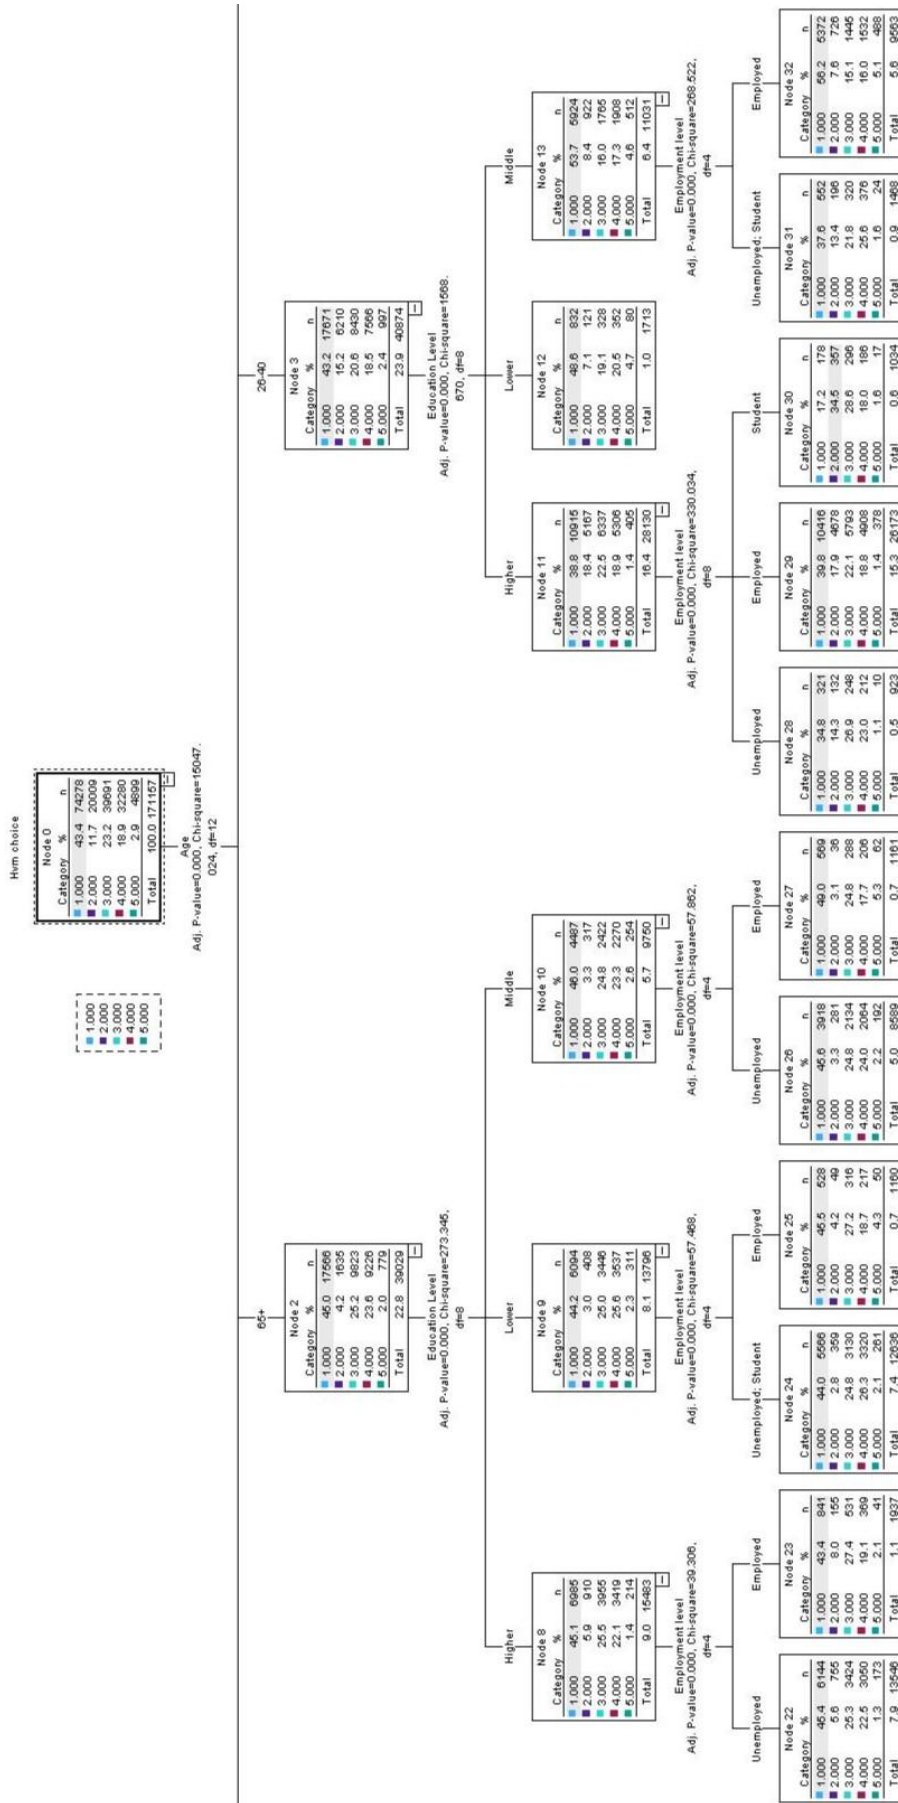 Hvm choice
Node 0
Category % n
1.000 43.4 74278
2.000 11.7 20009
3.000 23.2 39691
4.000 18.9 32280
5.000 2.9 4899
Total 100.0 171157
1.000
2.000
3.000
4.000
5.000
Age
Adj. P-value=0.000, Chi-square=15047.
024, df=12
65+
Node 2
Category % n
1.000 45.0 17566
2.000 4.2 1635
3.000 25.2 9823
4.000 23.6 9226
5.000 2.0 779
Total 22.8 39029
Education Level
Adj. P-value=0.000, Chi-square=273.345,
df=8
26-40
Node 3
Category % n
1.000 43.2 17671
2.000 15.2 6210
3.000 20.6 8430
4.000 18.5 7566
5.000 2.4 997
Total 23.9 40874
Education Level
Adj. P-value=0.000, Chi-square=1568.
670, df=8
Higher
Node 8
Category % n
1.000 45.1 6985
2.000 5.9 910
3.000 25.5 3955
4.000 22.1 3419
5.000 1.4 214
Total 9.0 15483
Employment level
Adj. P-value=0.000, Chi-square=39.306,
df=4
Lower
Node 9
Category % n
1.000 44.2 6094
2.000 3.0 408
3.000 25.0 3446
4.000 25.6 3537
5.000 2.3 311
Total 8.1 13796
Employment level
Adj. P-value=0.000, Chi-square=57.468,
df=4
Middle
Node 10
Category % n
1.000 46.0 4487
2.000 3.3 317
3.000 24.8 2422
4.000 23.3 2270
5.000 2.6 254
Total 5.7 9750
Employment level
Adj. P-value=0.000, Chi-square=57.862,
df=4
Higher
Node 11
Category % n
1.000 38.8 10915
2.000 18.4 5167
3.000 22.5 6337
4.000 18.9 5306
5.000 1.4 405
Total 16.4 28130
Employment level
Adj. P-value=0.000, Chi-square=330.034,
df=8
Lower
Node 12
Category % n
1.000 48.6 832
2.000 7.1 121
3.000 19.1 328
4.000 20.5 352
5.000 4.7 80
Total 1.0 1713
Middle
Node 13
Category % n
1.000 53.7 5924
2.000 8.4 922
3.000 16.0 1765
4.000 17.3 1908
5.000 4.6 512
Total 6.4 11031
Employment level
Adj. P-value=0.000, Chi-square=268.522,
df=4
Unemployed
Node 22
Category % n
1.000 45.4 6144
2.000 5.6 755
3.000 25.3 3424
4.000 22.5 3050
5.000 1.3 173
Total 7.9 13546
Employed
Node 23
Category % n
1.000 43.4 841
2.000 8.0 155
3.000 27.4 531
4.000 19.1 369
5.000 2.1 41
Total 1.1 1937
Unemployed; Student
Node 24
Category % n
1.000 44.0 5566
2.000 2.8 359
3.000 24.8 3130
4.000 26.3 3320
5.000 2.1 261
Total 7.4 12636
Employed
Node 25
Category % n
1.000 45.5 528
2.000 4.2 49
3.000 27.2 316
4.000 18.7 217
5.000 4.3 50
Total 0.7 1160
Unemployed
Node 26
Category % n
1.000 45.6 3918
2.000 3.3 281
3.000 24.8 2134
4.000 24.0 2064
5.000 2.2 192
Total 5.0 8589
Employed
Node 27
Category % n
1.000 49.0 569
2.000 3.1 36
3.000 24.8 288
4.000 17.7 206
5.000 5.3 62
Total 0.7 1161
Unemployed
Node 28
Category % n
1.000 34.8 321
2.000 14.3 132
3.000 26.9 248
4.000 23.0 212
5.000 1.1 10
Total 0.5 923
Employed
Node 29
Category % n
1.000 39.8 10416
2.000 17.9 4678
3.000 22.1 5793
4.000 18.8 4908
5.000 1.4 378
Total 15.3 26173
Student
Node 30
Category % n
1.000 17.2 178
2.000 34.5 357
3.000 28.6 296
4.000 18.0 186
5.000 1.6 17
Total 0.6 1034
Unemployed; Student
Node 31
Category % n
1.000 37.6 552
2.000 13.4 196
3.000 21.8 320
4.000 25.6 376
5.000 1.6 24
Total 0.9 1468
Employed
Node 32
Category % n
1.000 56.2 5372
2.000 7.6 726
3.000 15.1 1445
4.000 16.0 1532
5.000 5.1 488
Total 5.6 9563